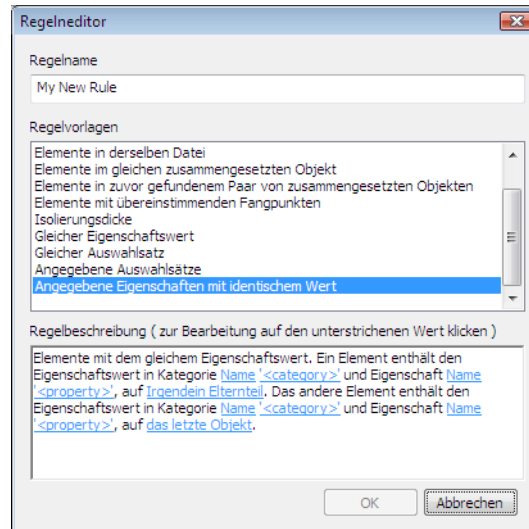 Regelneditor
Regelname
My New Rule
Regelvorlagen
Elemente in derselben Datei
Elemente im gleichen zusammengesetzten Objekt
Elemente in zuvor gefundenem Paar von zusammengesetzten Objekten
Elemente mit übereinstimmenden Fangpunkten
Isolierungsdicke
Gleicher Eigenschaftswert
Gleicher Auswahlsatz
Angegebene Auswahlsätze
Angegebene Eigenschaften mit identischem Wert
Regelbeschreibung ( zur Bearbeitung auf den unterstrichenen Wert klicken )
Elemente mit dem gleichem Eigenschaftswert. Ein Element enthält den
Eigenschaftswert in Kategorie Name '<category>' und Eigenschaft Name
'<property>', auf Irgendein Elternteil. Das andere Element enthält den
Eigenschaftswert in Kategorie Name '<category>' und Eigenschaft Name
'<property>', auf das letzte Objekt.
OK
Abbrechen